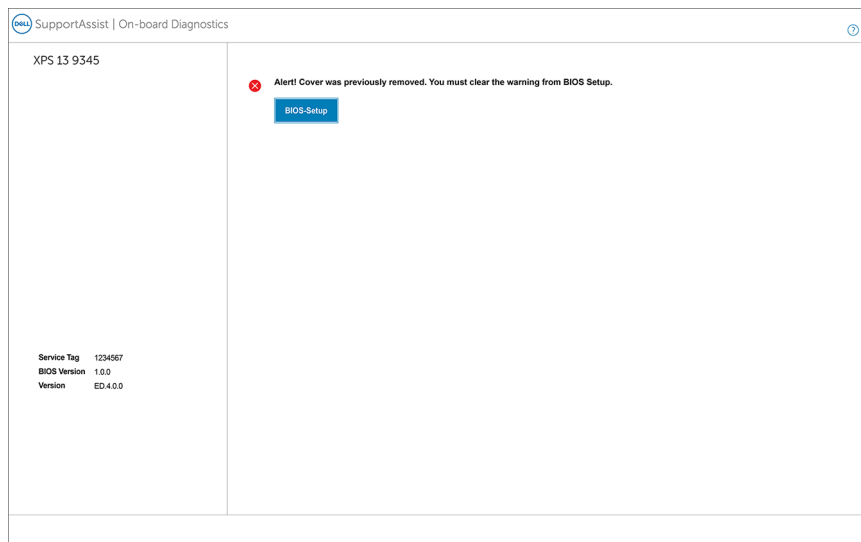 DELL SupportAssist | On-board Diagnostics
?
XPS 13 9345
Alert! Cover was previously removed. You must clear the warning from BIOS Setup.
BIOS-Setup
Service Tag 1234567
BIOS Version 1.0.0
Version ED.4.0.0